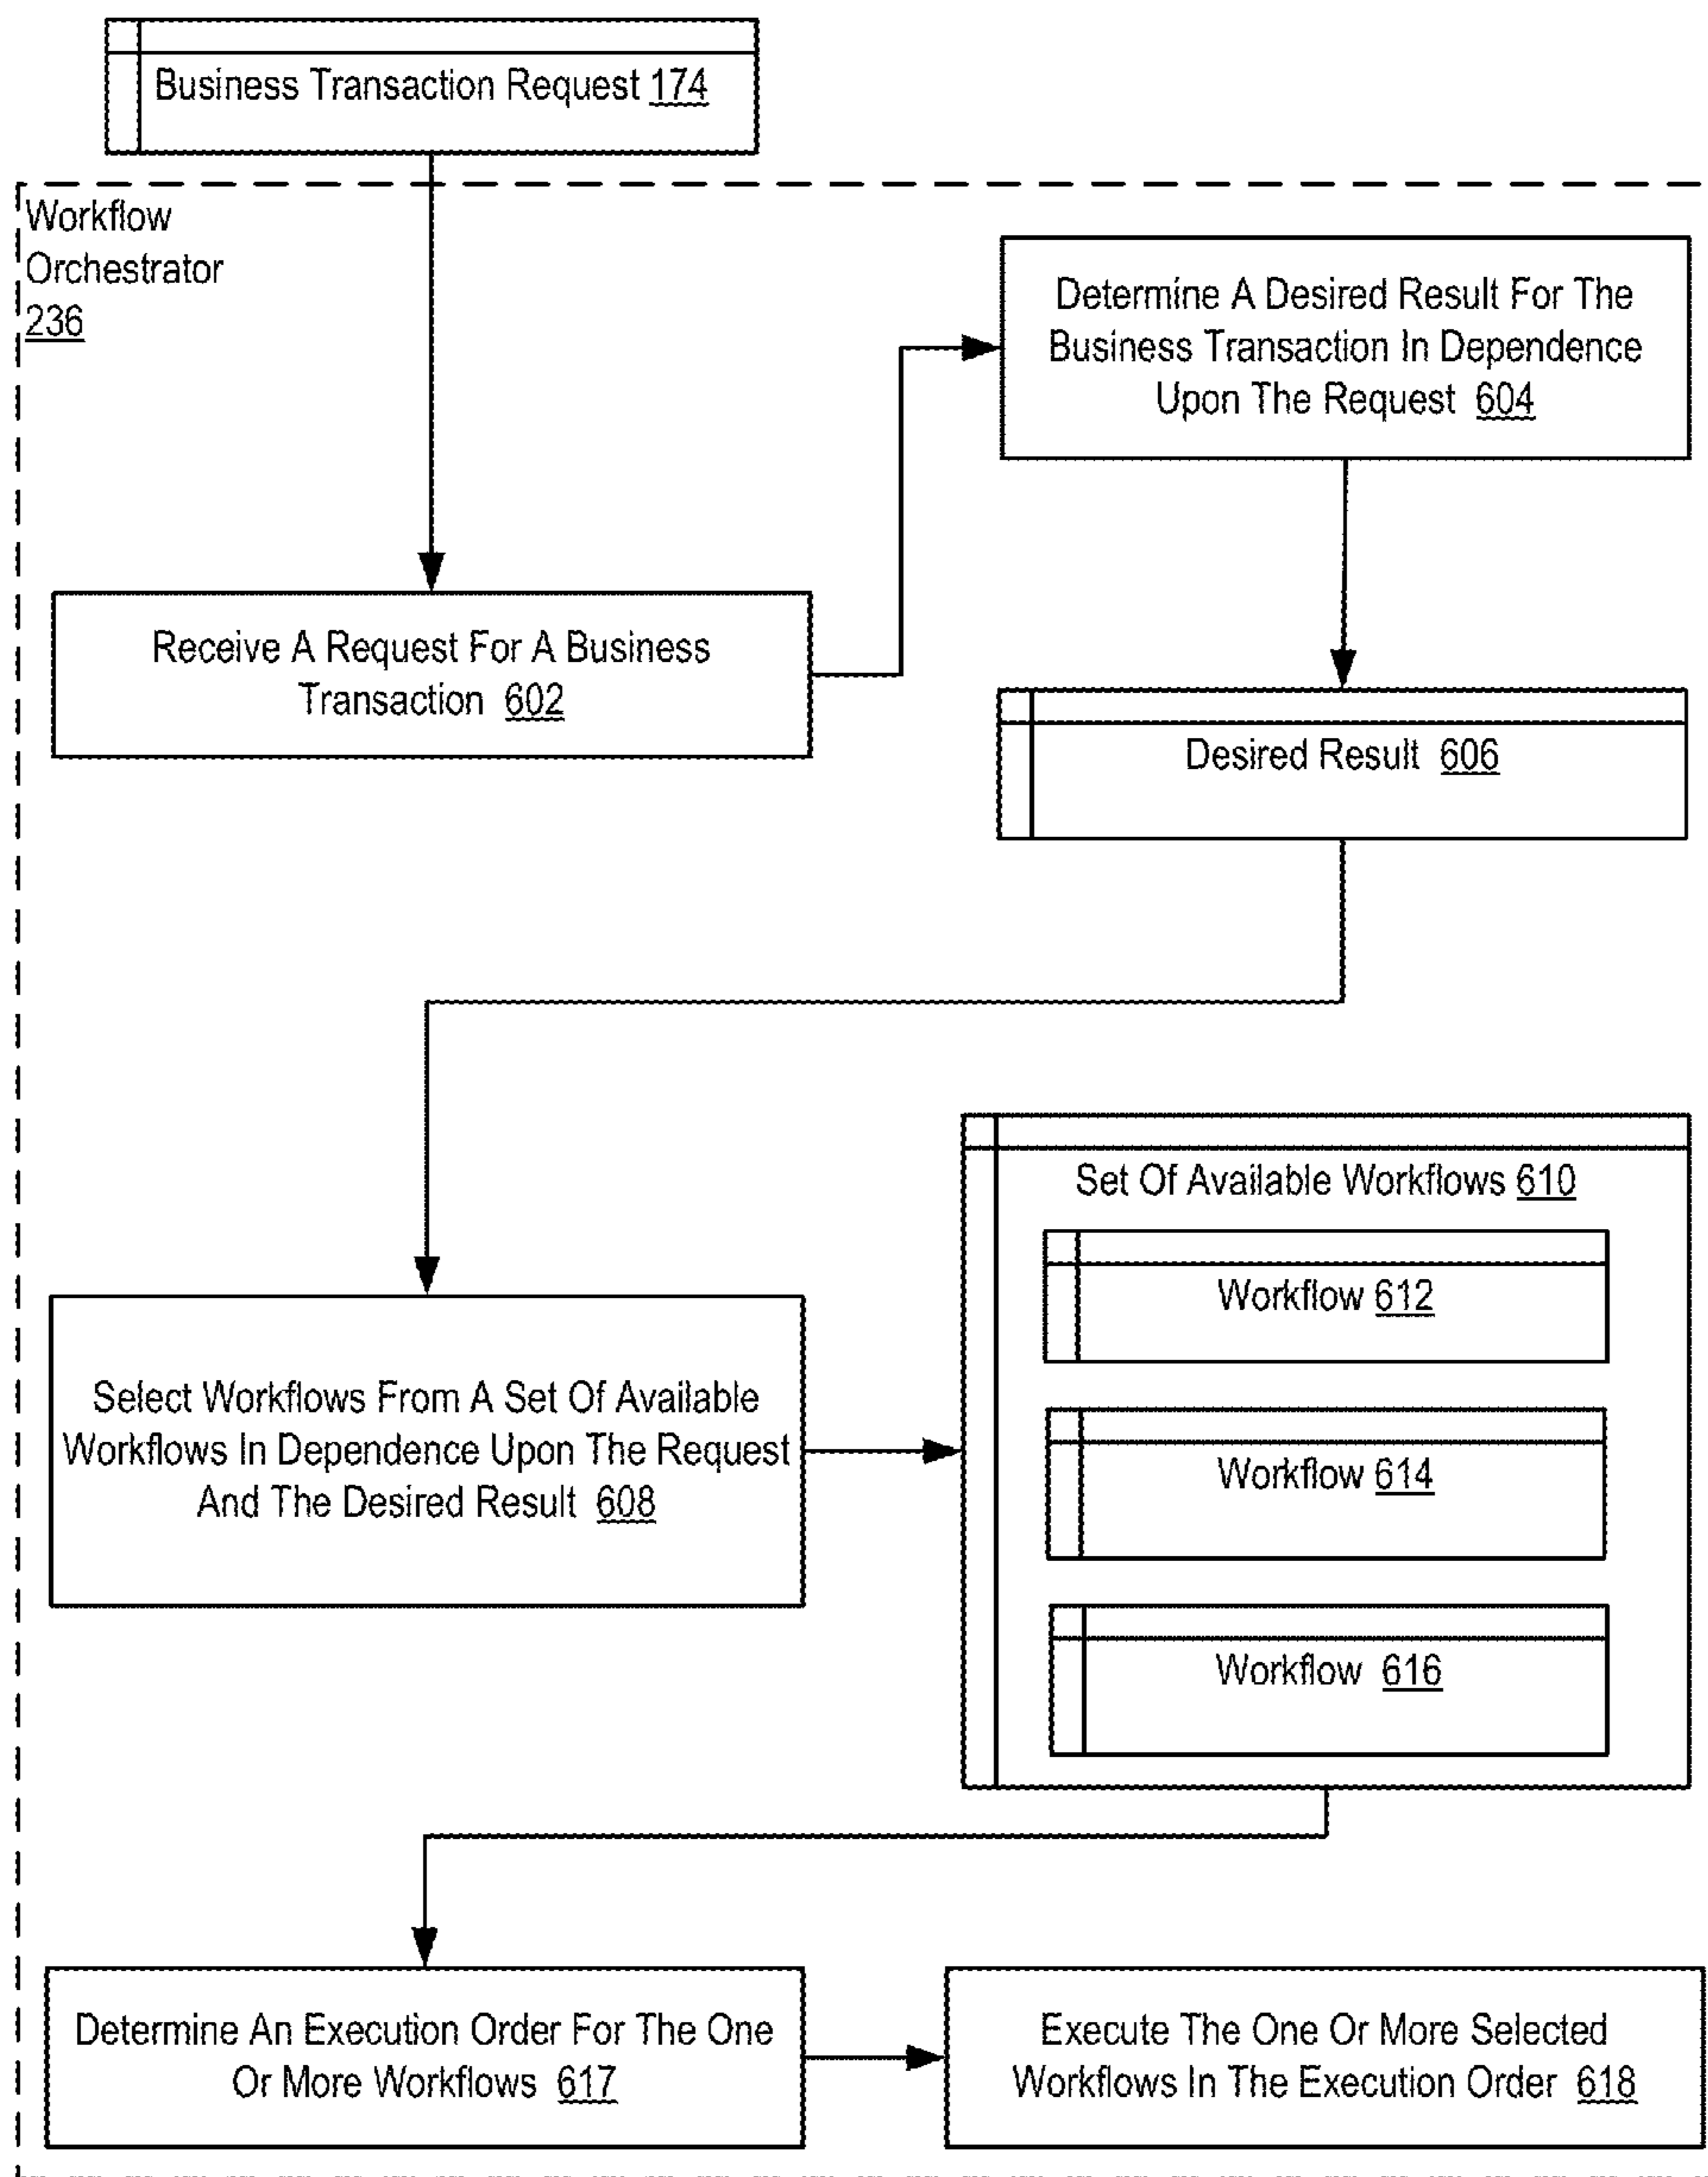 Business Transaction Request 174
Workflow
Orchestrator
236
Determine A Desired Result For The
Business Transaction In Dependence
Upon The Request 604
Receive A Request For A Business
Transaction 602
Desired Result 606
Set Of Available Workflows 610
Workflow 612
Select Workflows From A Set Of Available
Workflows In Dependence Upon The Request
And The Desired Result 608
Workflow 614
Workflow 616
Determine An Execution Order For The One
Or More Workflows 617
Execute The One Or More Selected
Workflows In The Execution Order 618